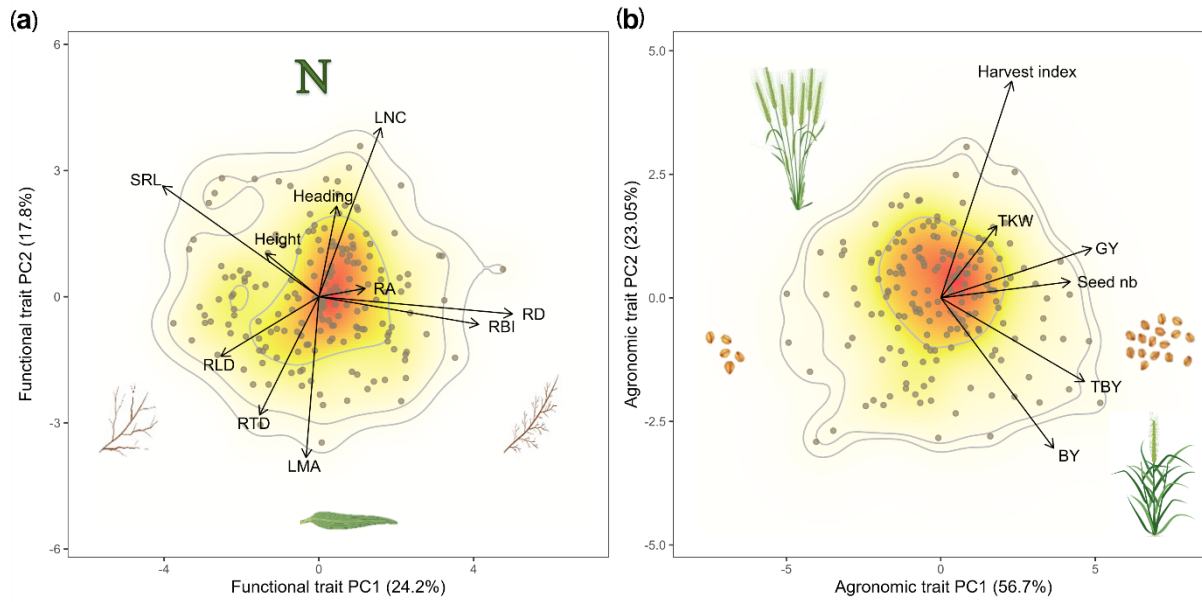 (a)
6
3
0
-3
-6
Functional trait PC2 (17.8%)
N
LNC
SRL
Heading
Height
RA
RD
RBI
RLD
RTD
LMA
-4
0
4
Functional trait PC1 (24.2%)
(b)
5.0
2.5
0.0
-2.5
-5.0
Agronomic trait PC2 (23.05%)
Harvest index
TKW
GY
Seed nb
TBY
BY
-5
0
5
Agronomic trait PC1 (56.7%)